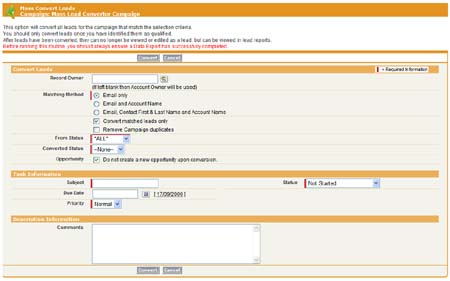 Mass Convert Leads
Campaign: Mass Lead Converter Campaign
This option will convert all leads for the campaign that match the selection criteria.
You should only convert leads once you have identified them as qualified.
After leads have been converted, they can no longer be viewed or edited as a lead, but can be viewed in lead reports.
Before running this routine, you should always ensure a Data Export has successfully completed.
Convert Cancel
Convert Leads
= Required Information
Record Owner
(If left blank then Account Owner will be used)
Matching Method Email only
Email and Account Name
Email, Contact First & Last Name and Account Name
Convert matched leads only
Remove Campaign duplicates
From Status *ALL*
Converted Status --None--
Opportunity Do not create a new opportunity upon conversion.
Task Information
Subject Status Not Started
Due Date [ 17/09/2009 ]
Priority Normal
Description Information
Comments
Convert Cancel